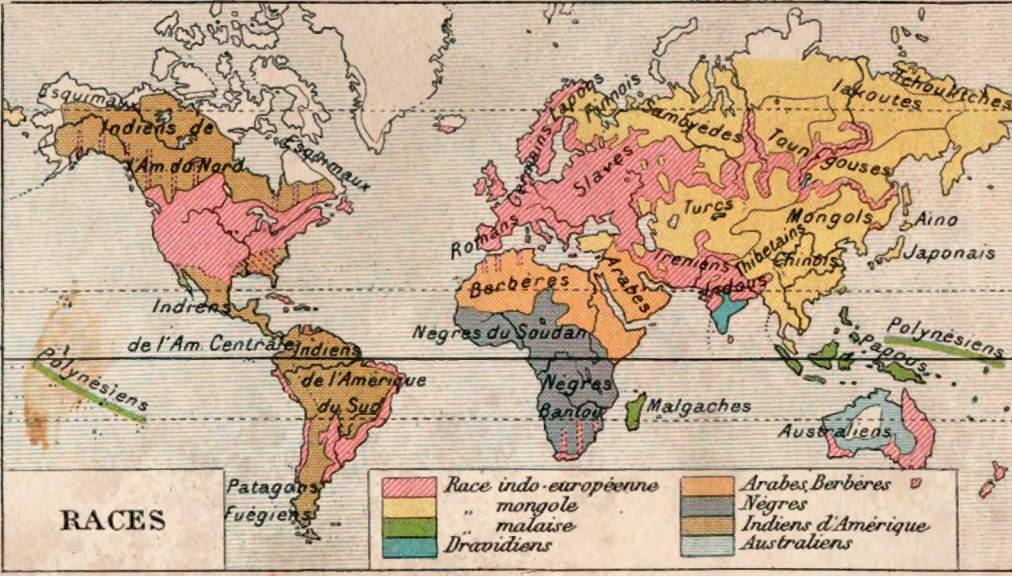 Esquimaux
Indiens de
l'Am. du Nord
Esquimaux
Indiens
de l'Am. Centrale
Indiens
de l'Amérique
du Sud
Patagons
Fuégiens
Polynésiens
Lapons
Finnois
Germains
Romans
Slaves
Samoyedes
Iakoutes
Tchouktches
Toungouses
Turcs
Mongols
Aino
Japonais
Thibetains
Chinois
Iraniens
Indous
Arabes
Berbères
Nègres du Soudan
Nègres
Bantou
Malgaches
Pappus
Polynésiens
Australiens
RACES
Race indo-européenne
„ mongole
„ malaise
Dravidiens
Arabes, Berbères
Nègres
Indiens d'Amérique
Australiens